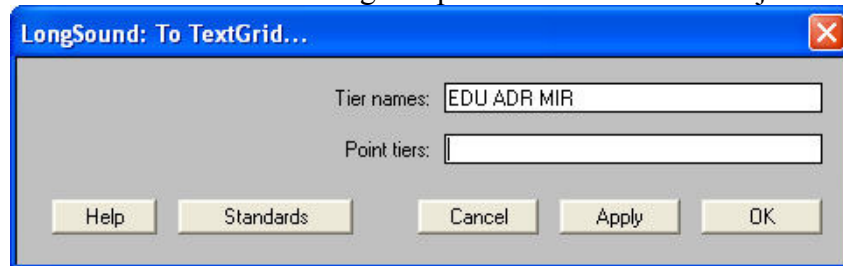 LongSound: To TextGrid...
Tier names: EDU ADR MIR
Point tiers:
Help Standards Cancel Apply OK